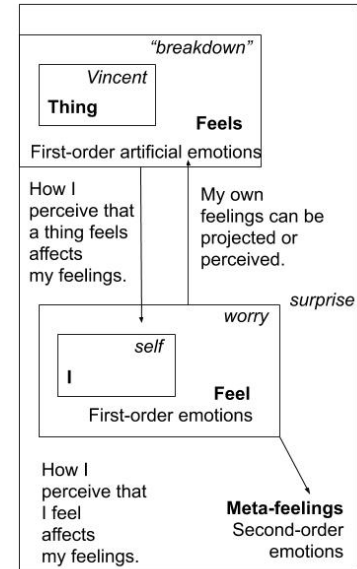 “breakdown”
Vincent
Thing
Feels
First-order artificial emotions
How I
perceive that
a thing feels
affects
my feelings.
My own
feelings can be
projected or
perceived.
surprise
worry
self
I
Feel
First-order emotions
How I
perceive that
I feel
affects
my feelings.
Meta-feelings
Second-order
emotions